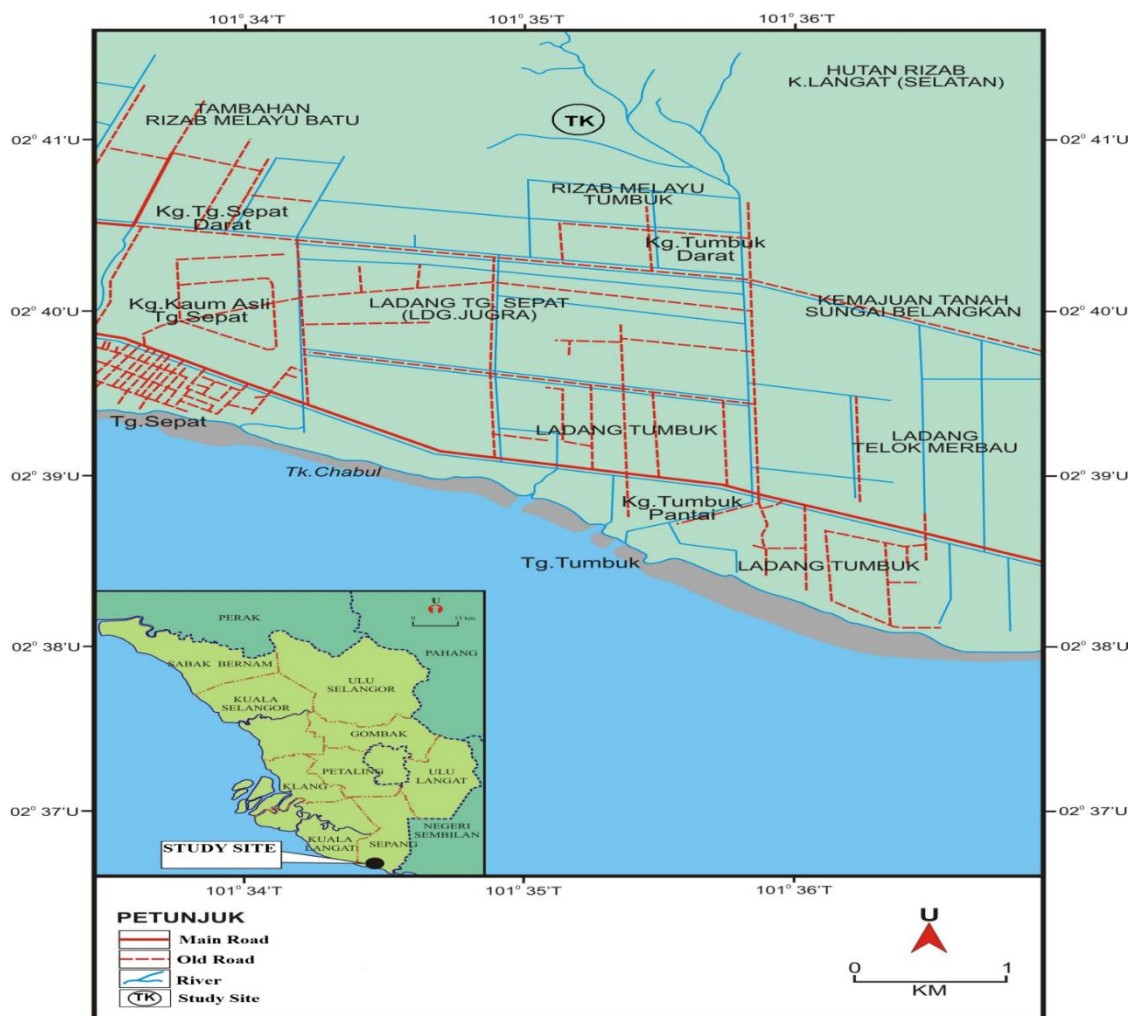 101° 34'T
101° 35'T
101° 36'T
HUTAN RIZAB
K.LANGAT (SELATAN)
TAMBAHAN
RIZAB MELAYU BATU
TK
02° 41'U
02° 41'U
RIZAB MELAYU
TUMBUK
Kg.Tg.Sepat
Darat
Kg.Tumbuk
Darat
02° 40'U
Kg.Kaum Asli
Tg.Sepat
LADANG TG. SEPAT
(LDG.JUGRA)
KEMAJUAN TANAH
SUNGAI BELANGKAN
02° 40'U
Tg.Sepat
LADANG TUMBUK
LADANG
TELOK MERBAU
02° 39'U
Tk.Chabul
02° 39'U
Kg.Tumbuk
Pantai
Tg.Tumbuk
LADANG TUMBUK
02° 38'U
02° 38'U
PERAK
U
0 15 km
PAHANG
SABAK BERNAM
ULU
SELANGOR
KUALA
SELANGOR
GOMBAK
PETALING
ULU
LANGAT
KLANG
NEGERI
SEMBILAN
KUALA
LANGAT
SEPANG
STUDY SITE
02° 37'U
02° 37'U
101° 34'T
101° 35'T
101° 36'T
PETUNJUK
Main Road
Old Road
River
TK Study Site
U
0 1
KM